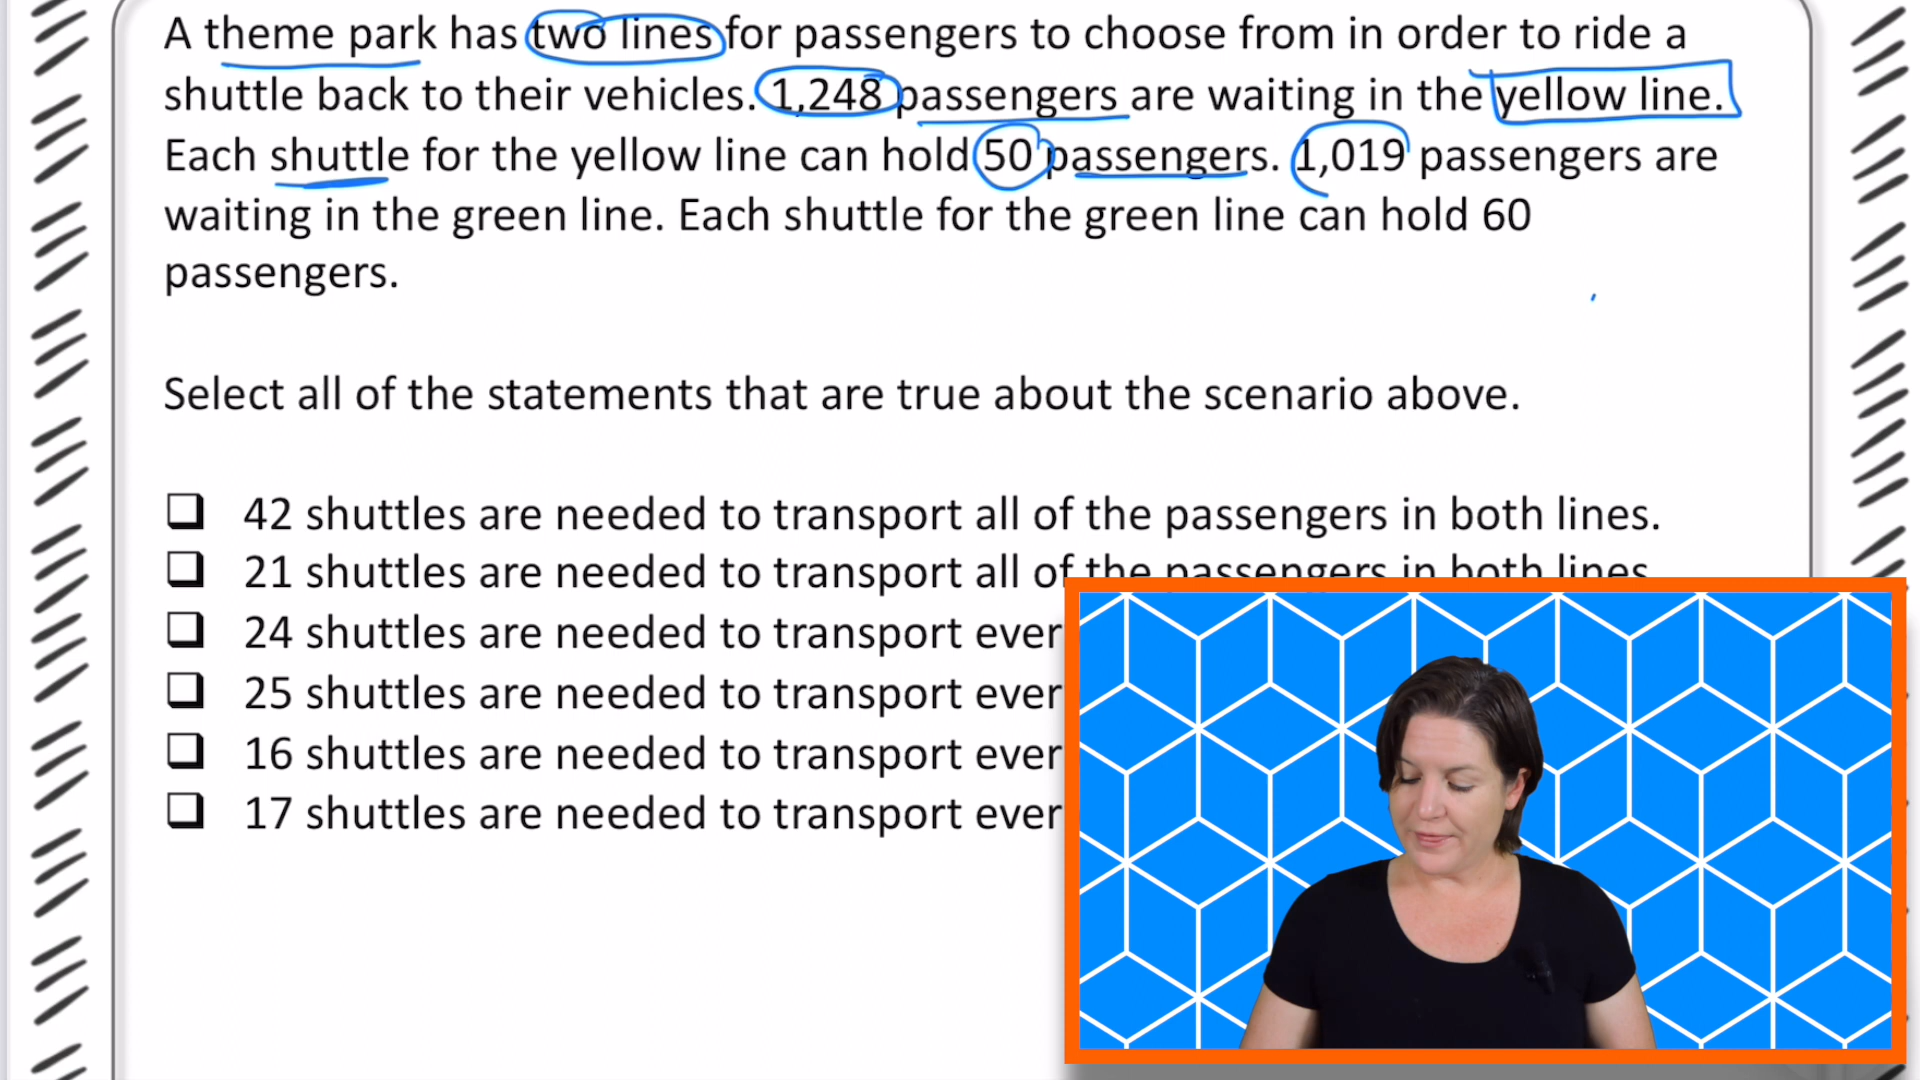 A theme park has two lines for passengers to choose from in order to ride a
shuttle back to their vehicles. 1,248 passengers are waiting in the yellow line.
Each shuttle for the yellow line can hold 50 passengers. 1,019 passengers are
waiting in the green line. Each shuttle for the green line can hold 60
passengers.
Select all of the statements that are true about the scenario above.
42 shuttles are needed to transport all of the passengers in both lines.
21 shuttles are needed to transport all of the passengers in both lines.
24 shuttles are needed to transport ever
25 shuttles are needed to transport ever
16 shuttles are needed to transport ever
17 shuttles are needed to transport ever